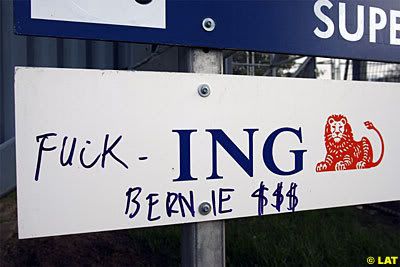 SUPE
FUCK - ING
BERNIE $$$
© LAT